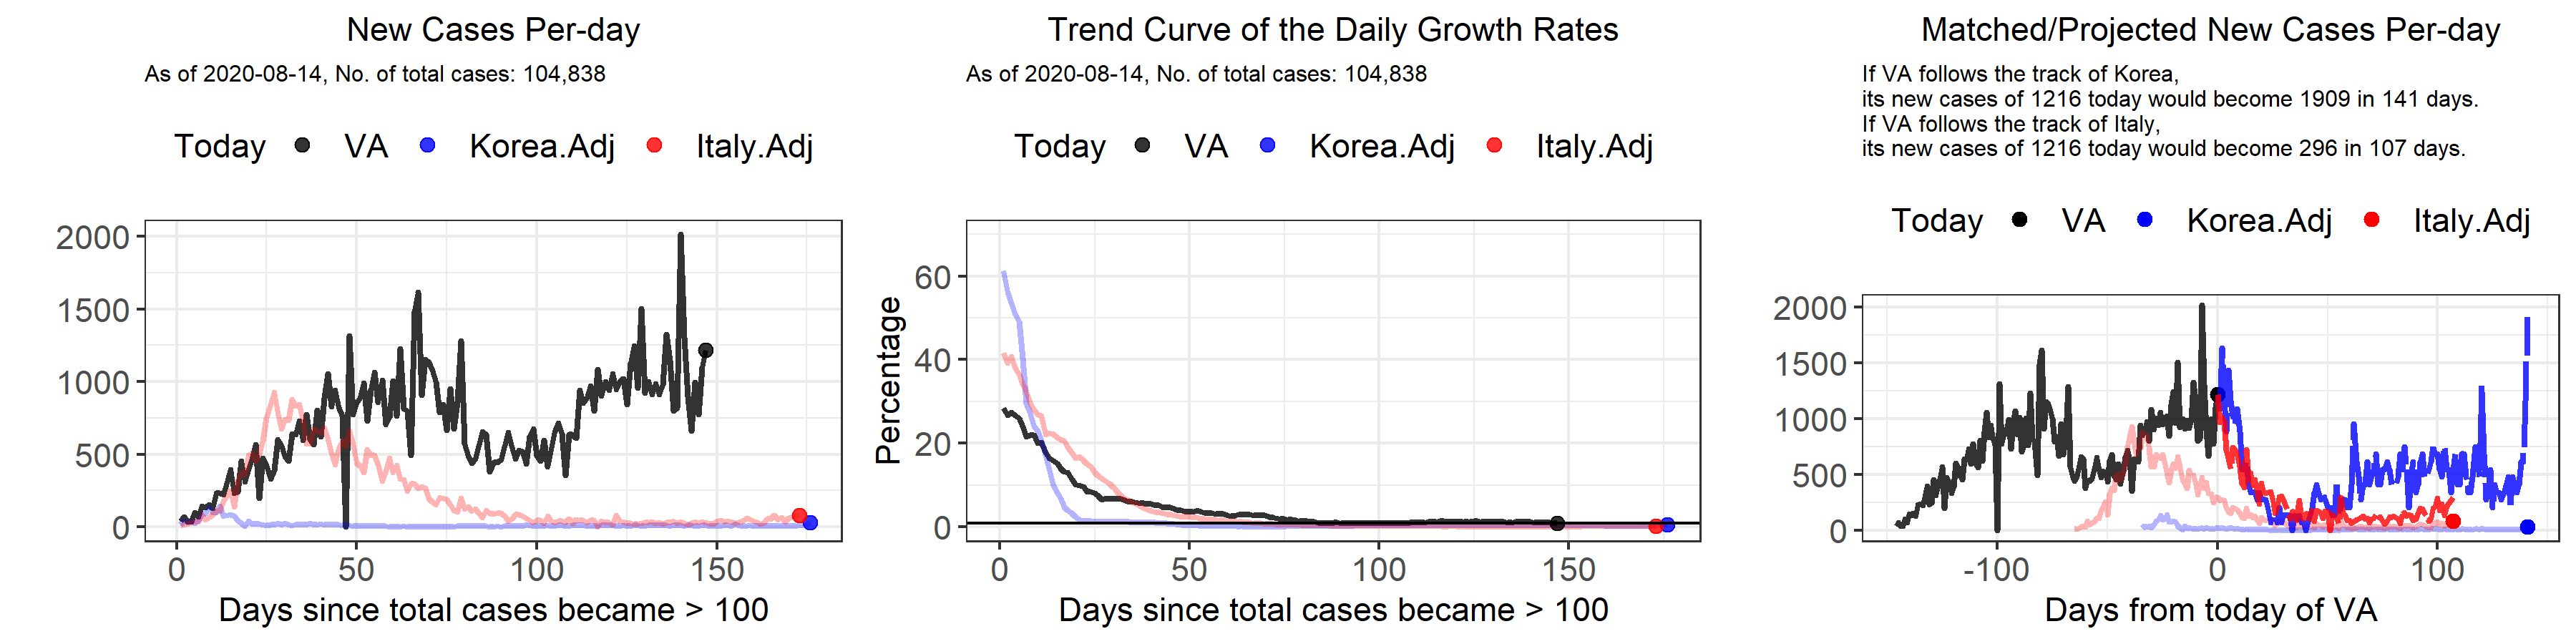 New Cases Per-day
As of 2020-08-14, No. of total cases: 104,838
Today VA Korea.Adj Italy.Adj
2000
1500
1000
500
0
0 50 100 150
Days since total cases became > 100
Trend Curve of the Daily Growth Rates
As of 2020-08-14, No. of total cases: 104,838
Today VA Korea.Adj Italy.Adj
Percentage
60
40
20
0
0 50 100 150
Days since total cases became > 100
Matched/Projected New Cases Per-day
If VA follows the track of Korea,
its new cases of 1216 today would become 1909 in 141 days.
If VA follows the track of Italy,
its new cases of 1216 today would become 296 in 107 days.
Today VA Korea.Adj Italy.Adj
2000
1500
1000
500
0
-100 0 100
Days from today of VA